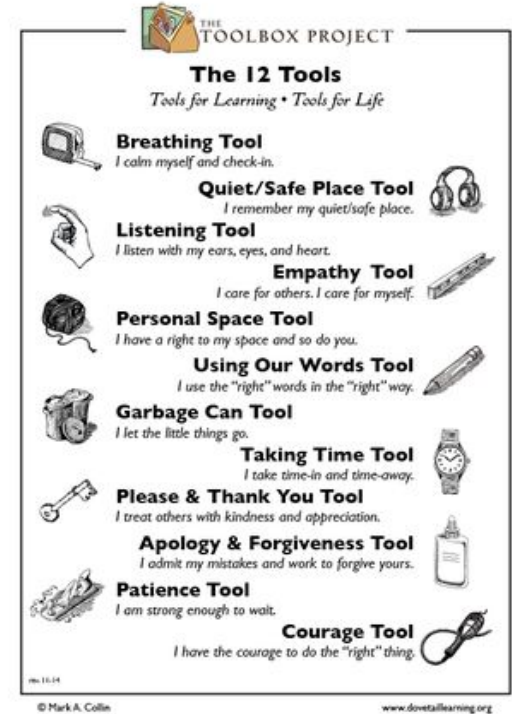 THE
TOOLBOX PROJECT
The 12 Tools
Tools for Learning • Tools for Life
Breathing Tool
I calm myself and check-in.
Quiet/Safe Place Tool
I remember my quiet/safe place.
Listening Tool
I listen with my ears, eyes, and heart.
Empathy Tool
I care for others. I care for myself.
Personal Space Tool
I have a right to my space and so do you.
Using Our Words Tool
I use the "right" words in the "right" way.
Garbage Can Tool
I let the little things go.
Taking Time Tool
I take time-in and time-away.
Please & Thank You Tool
I treat others with kindness and appreciation.
Apology & Forgiveness Tool
I admit my mistakes and work to forgive yours.
Patience Tool
I am strong enough to wait.
Courage Tool
I have the courage to do the "right" thing.
rev. 11-14
© Mark A. Collin
www.dovetaillearning.org